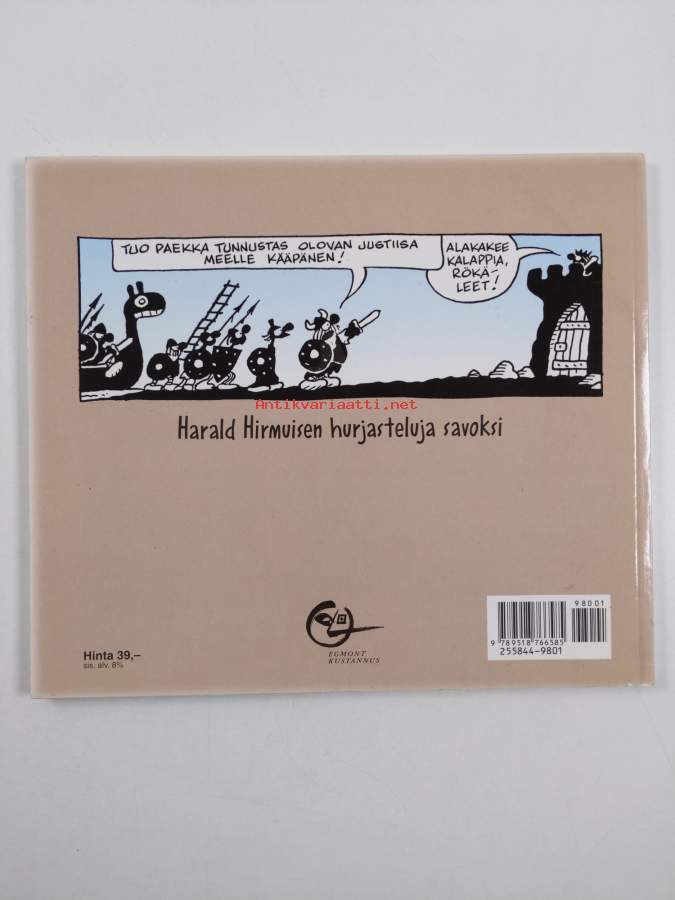 TUO PAEKKA TUNNUSTAS OLOVAN JUSTIISA
MEELLE KÄÄPÄNEN!
ALAKAKEE
KALAPPIA,
RÖKÄ-
LEET!
Antikvariaatti.net
Harald Hirmuisen hurjasteluja savoksi
EGMONT
KUSTANNUS
Hinta 39,–
sis. alv. 8%
98001
9 789518 766585
255844-9801